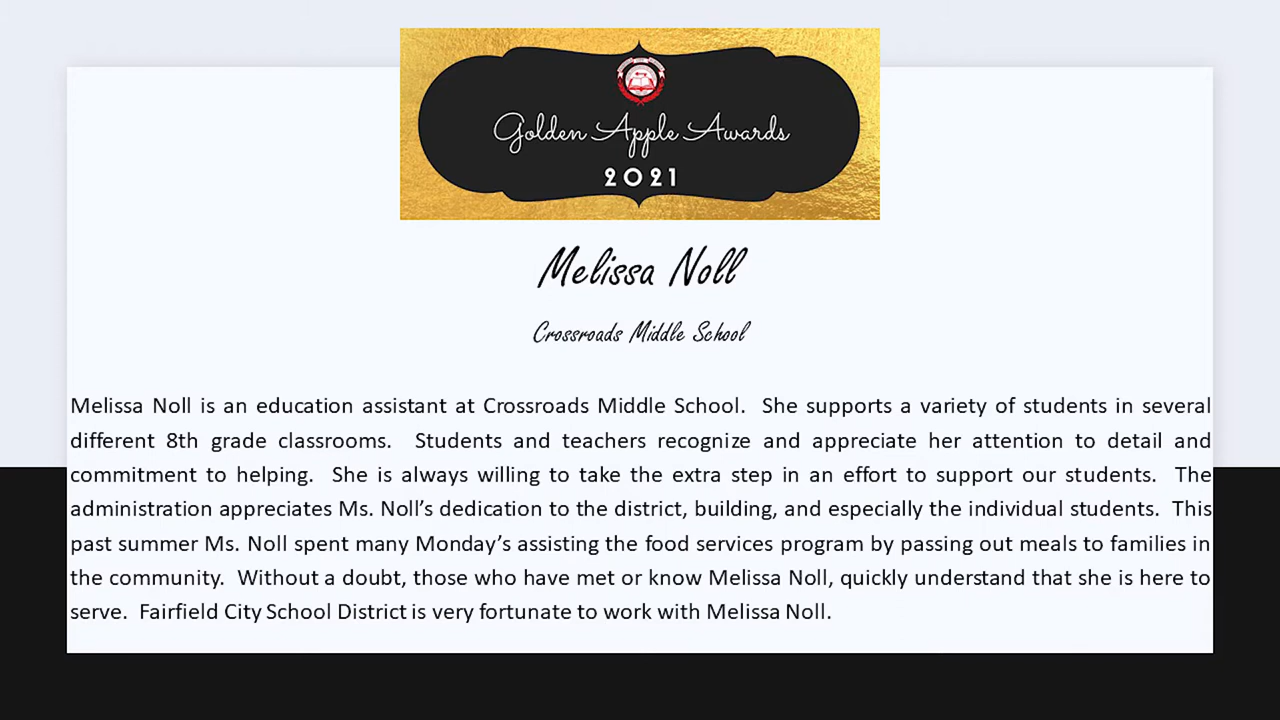 Golden Apple Awards
2021
Melissa Noll
Crossroads Middle School
Melissa Noll is an education assistant at Crossroads Middle School.  She supports a variety of students in several
different 8th grade classrooms.  Students and teachers recognize and appreciate her attention to detail and
commitment to helping.  She is always willing to take the extra step in an effort to support our students.  The
administration appreciates Ms. Noll’s dedication to the district, building, and especially the individual students.  This
past summer Ms. Noll spent many Monday’s assisting the food services program by passing out meals to families in
the community.  Without a doubt, those who have met or know Melissa Noll, quickly understand that she is here to
serve.  Fairfield City School District is very fortunate to work with Melissa Noll.